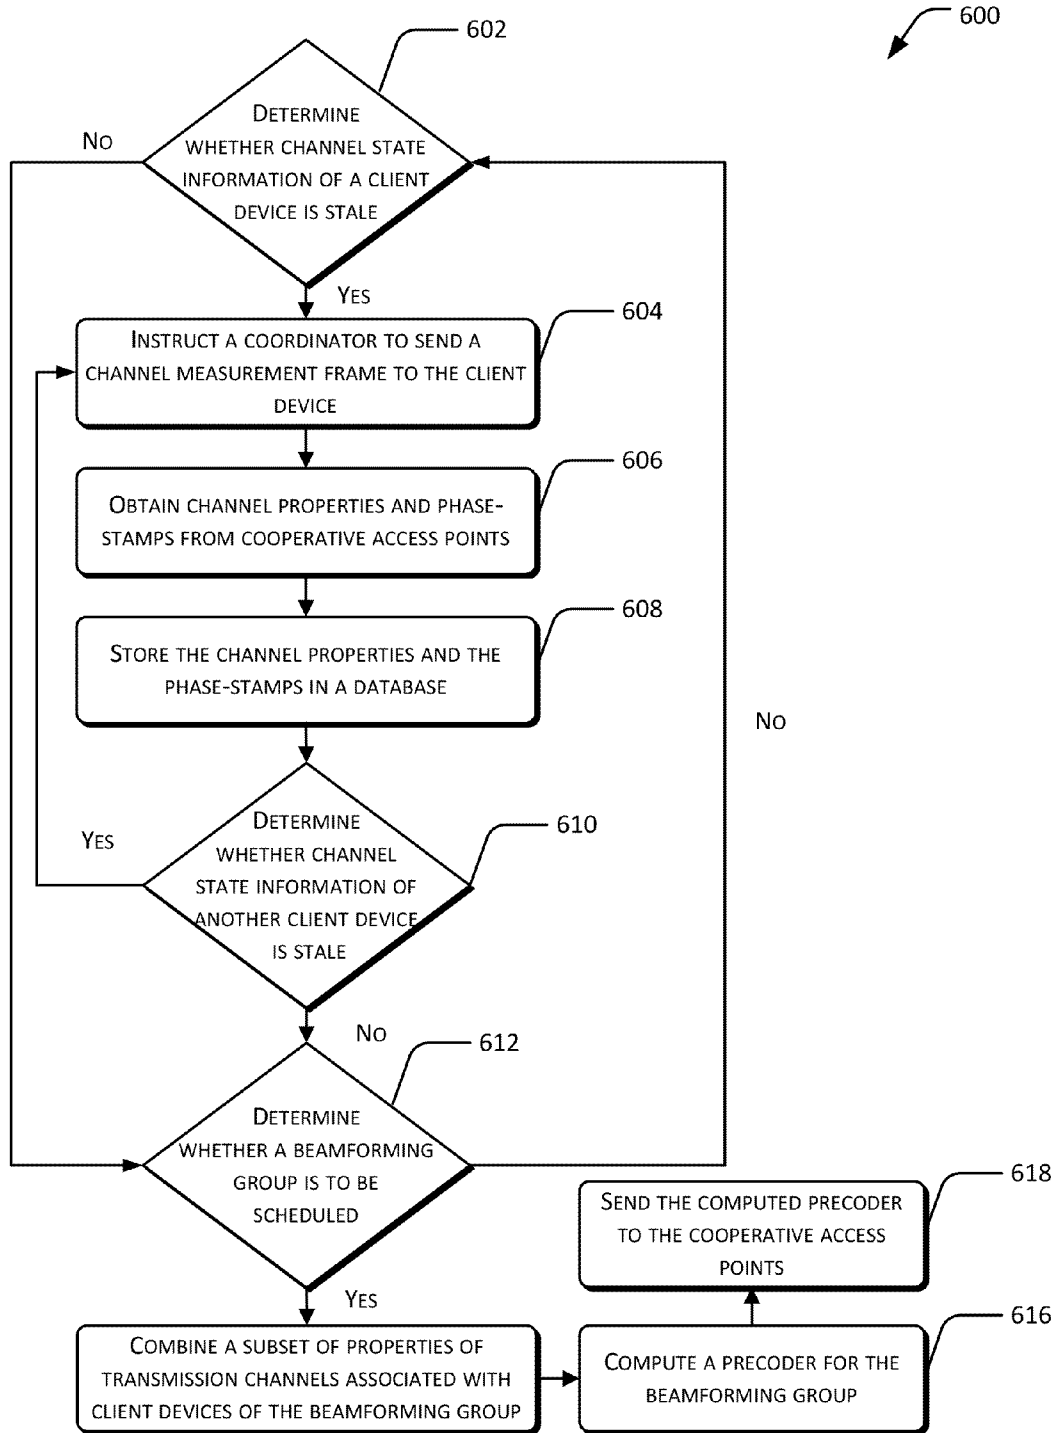 600
602
DETERMINE
WHETHER CHANNEL STATE
INFORMATION OF A CLIENT
DEVICE IS STALE
NO
YES
604
INSTRUCT A COORDINATOR TO SEND A
CHANNEL MEASUREMENT FRAME TO THE CLIENT
DEVICE
606
OBTAIN CHANNEL PROPERTIES AND PHASE-
STAMPS FROM COOPERATIVE ACCESS POINTS
608
STORE THE CHANNEL PROPERTIES AND THE
PHASE-STAMPS IN A DATABASE
NO
610
DETERMINE
WHETHER CHANNEL
STATE INFORMATION OF
ANOTHER CLIENT DEVICE
IS STALE
YES
NO
612
DETERMINE
WHETHER A BEAMFORMING
GROUP IS TO BE
SCHEDULED
YES
COMBINE A SUBSET OF PROPERTIES OF
TRANSMISSION CHANNELS ASSOCIATED WITH
CLIENT DEVICES OF THE BEAMFORMING GROUP
616
COMPUTE A PRECODER FOR THE
BEAMFORMING GROUP
618
SEND THE COMPUTED PRECODER
TO THE COOPERATIVE ACCESS
POINTS